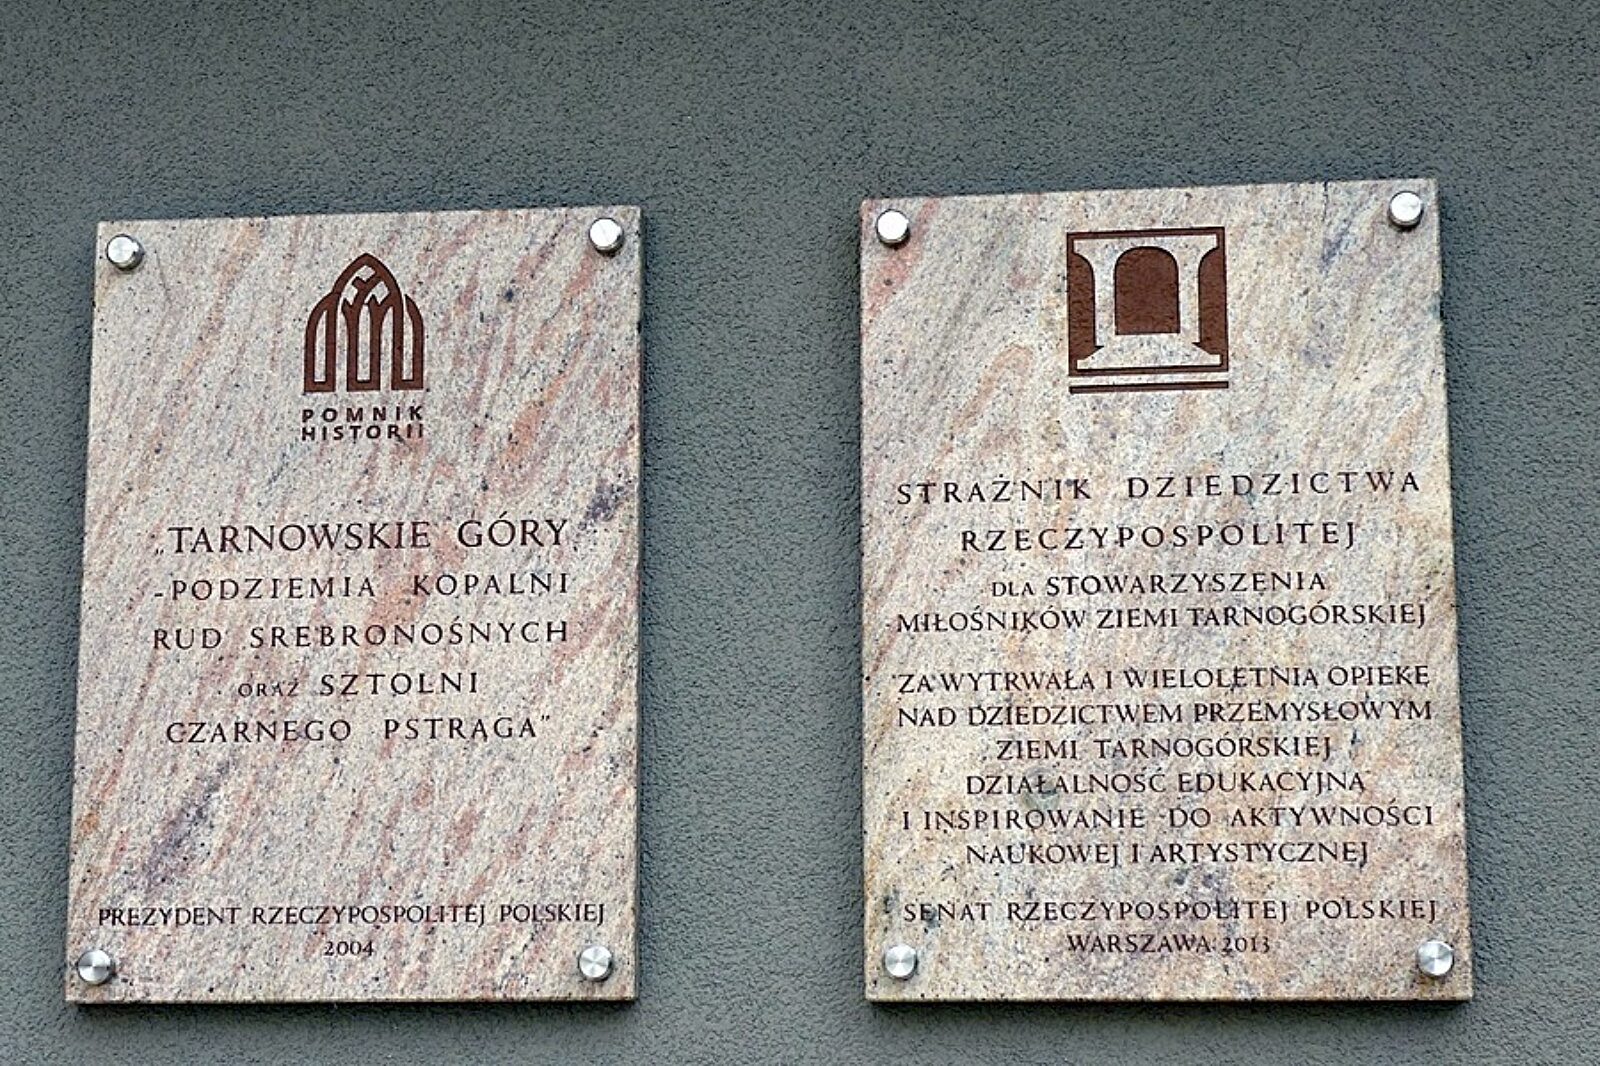 POMNIK
HISTORII
„TARNOWSKIE GÓRY
-PODZIEMIA KOPALNI
RUD SREBRONOŚNYCH
ORAZ SZTOLNI
CZARNEGO PSTRĄGA”
PREZYDENT RZECZYPOSPOLITEJ POLSKIEJ
2004
STRAŻNIK DZIEDZICTWA
RZECZYPOSPOLITEJ
DLA STOWARZYSZENIA
MIŁOŚNIKÓW ZIEMI TARNOGÓRSKIEJ
ZA WYTRWAŁĄ I WIELOLETNIĄ OPIEKĘ
NAD DZIEDZICTWEM PRZEMYSŁOWYM
ZIEMI TARNOGÓRSKIEJ
DZIAŁALNOŚĆ EDUKACYJNĄ
I INSPIROWANIE DO AKTYWNOŚCI
NAUKOWEJ I ARTYSTYCZNEJ
SENAT RZECZYPOSPOLITEJ POLSKIEJ
WARSZAWA 2013